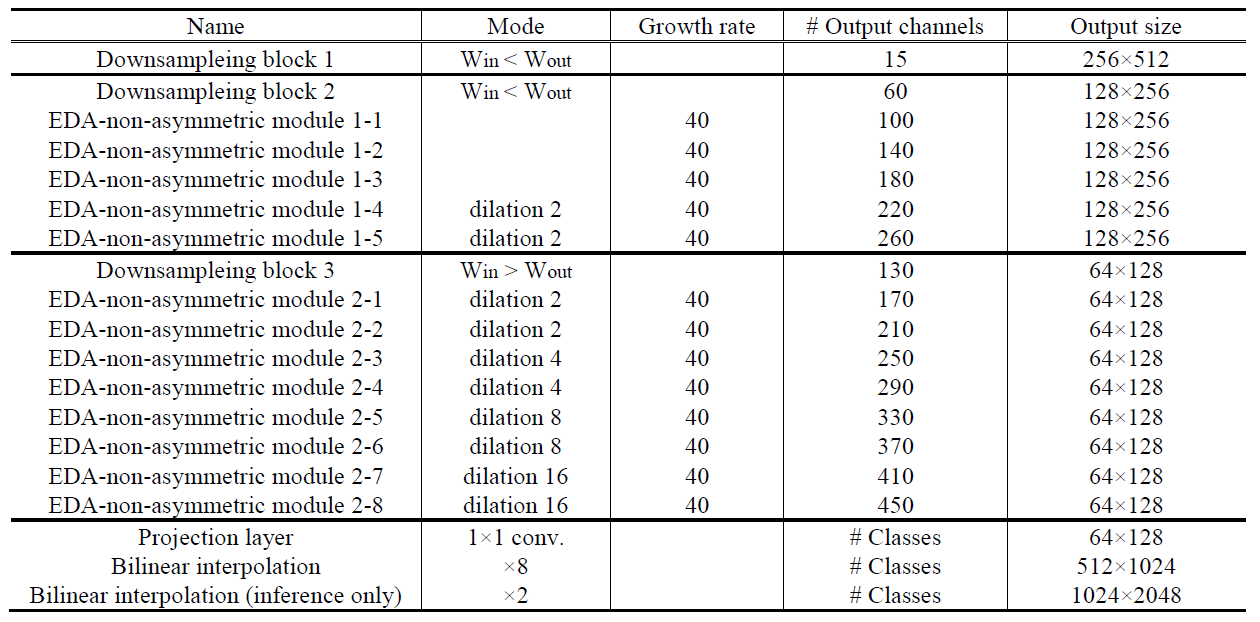 Name Mode Growth rate # Output channels Output size
Downsampleing block 1 Win < Wout 15 256×512
Downsampleing block 2 Win < Wout 60 128×256
EDA-non-asymmetric module 1-1 40 100 128×256
EDA-non-asymmetric module 1-2 40 140 128×256
EDA-non-asymmetric module 1-3 40 180 128×256
EDA-non-asymmetric module 1-4 dilation 2 40 220 128×256
EDA-non-asymmetric module 1-5 dilation 2 40 260 128×256
Downsampleing block 3 Win > Wout 130 64×128
EDA-non-asymmetric module 2-1 dilation 2 40 170 64×128
EDA-non-asymmetric module 2-2 dilation 2 40 210 64×128
EDA-non-asymmetric module 2-3 dilation 4 40 250 64×128
EDA-non-asymmetric module 2-4 dilation 4 40 290 64×128
EDA-non-asymmetric module 2-5 dilation 8 40 330 64×128
EDA-non-asymmetric module 2-6 dilation 8 40 370 64×128
EDA-non-asymmetric module 2-7 dilation 16 40 410 64×128
EDA-non-asymmetric module 2-8 dilation 16 40 450 64×128
Projection layer 1×1 conv. # Classes 64×128
Bilinear interpolation ×8 # Classes 512×1024
Bilinear interpolation (inference only) ×2 # Classes 1024×2048